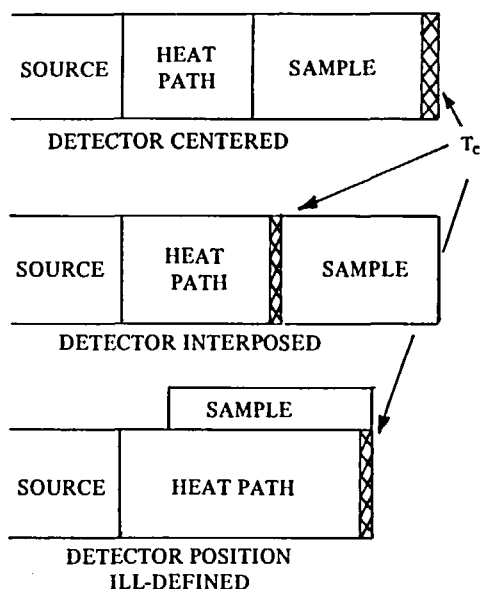 SOURCE
HEAT
PATH
SAMPLE
DETECTOR CENTERED
Tc
SOURCE
HEAT
PATH
SAMPLE
DETECTOR INTERPOSED
SAMPLE
SOURCE
HEAT PATH
DETECTOR POSITION
ILL-DEFINED